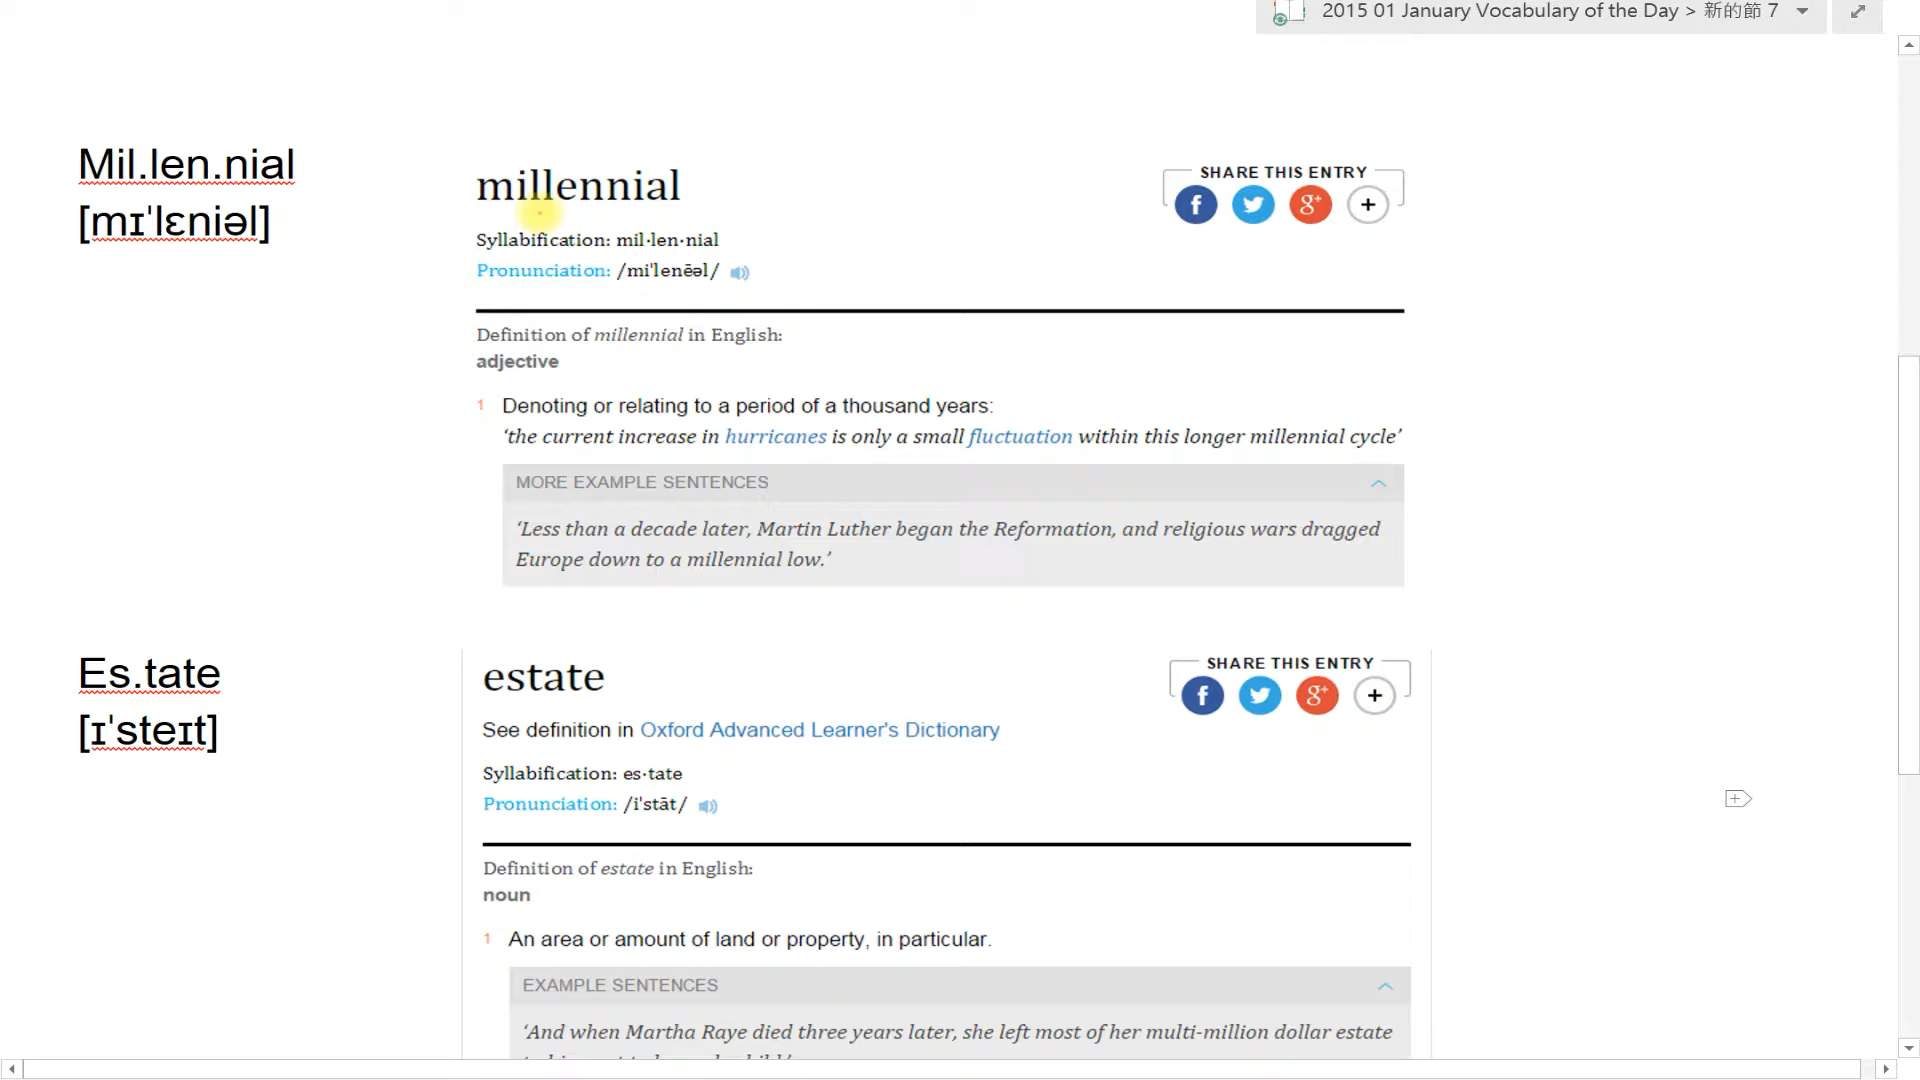 2015 01 January Vocabulary of the Day > 新的節 7
Mil.len.nial
[mɪˈlɛniəl]
millennial
SHARE THIS ENTRY
Syllabification: mil·len·nial
Pronunciation: /miˈlenēəl/
Definition of millennial in English:
adjective
1 Denoting or relating to a period of a thousand years:
‘the current increase in hurricanes is only a small fluctuation within this longer millennial cycle’
MORE EXAMPLE SENTENCES
‘Less than a decade later, Martin Luther began the Reformation, and religious wars dragged
Europe down to a millennial low.’
Es.tate
[ɪˈsteɪt]
estate
SHARE THIS ENTRY
See definition in Oxford Advanced Learner's Dictionary
Syllabification: es·tate
Pronunciation: /iˈstāt/
Definition of estate in English:
noun
1 An area or amount of land or property, in particular.
EXAMPLE SENTENCES
‘And when Martha Raye died three years later, she left most of her multi-million dollar estate